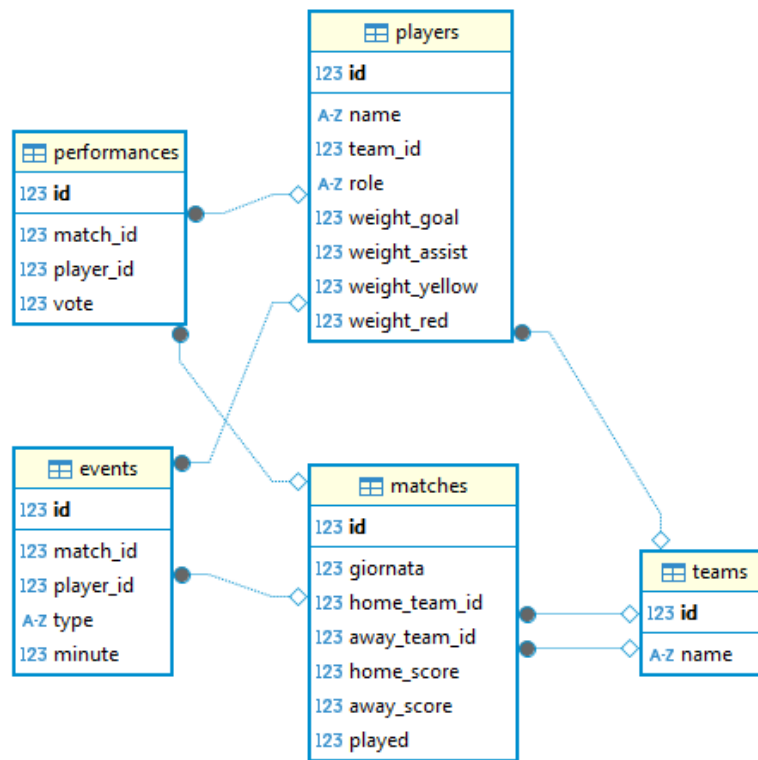 players
123 id
A-Z name
123 team_id
A-Z role
123 weight_goal
123 weight_assist
123 weight_yellow
123 weight_red
performances
123 id
123 match_id
123 player_id
123 vote
events
123 id
123 match_id
123 player_id
A-Z type
123 minute
matches
123 id
123 giornata
123 home_team_id
123 away_team_id
123 home_score
123 away_score
123 played
teams
123 id
A-Z name